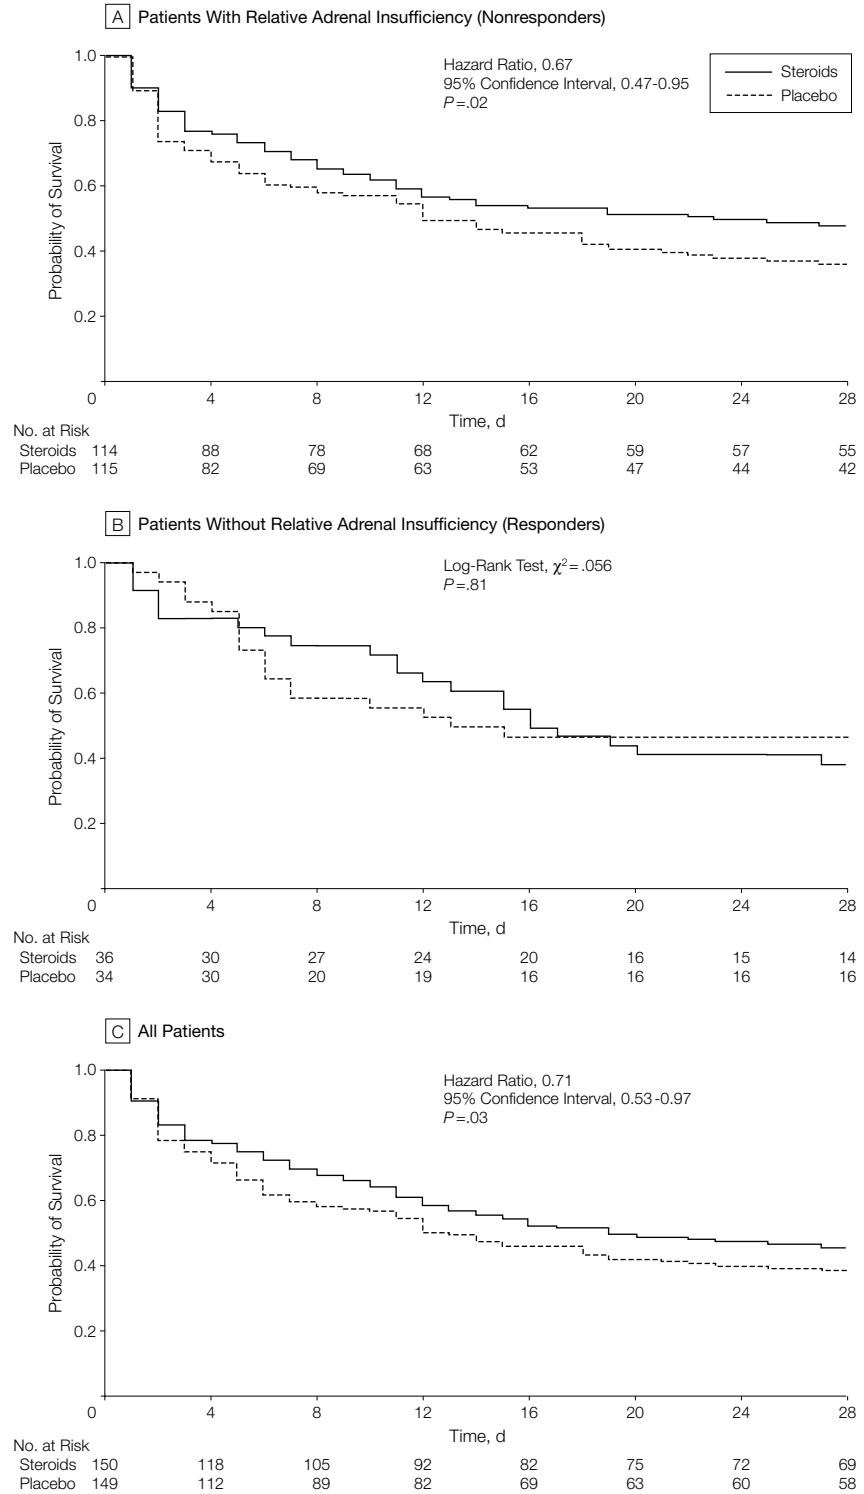 A Patients With Relative Adrenal Insufficiency (Nonresponders)
1.0
0.8
0.6
0.4
0.2
Probability of Survival
Hazard Ratio, 0.67
95% Confidence Interval, 0.47-0.95
P=.02
Steroids
Placebo
0 4 8 12 16 20 24 28
Time, d
No. at Risk
Steroids 114 88 78 68 62 59 57 55
Placebo 115 82 69 63 53 47 44 42
B Patients Without Relative Adrenal Insufficiency (Responders)
1.0
0.8
0.6
0.4
0.2
Probability of Survival
Log-Rank Test, χ²=.056
P=.81
0 4 8 12 16 20 24 28
Time, d
No. at Risk
Steroids 36 30 27 24 20 16 15 14
Placebo 34 30 20 19 16 16 16 16
C All Patients
1.0
0.8
0.6
0.4
0.2
Probability of Survival
Hazard Ratio, 0.71
95% Confidence Interval, 0.53-0.97
P=.03
0 4 8 12 16 20 24 28
Time, d
No. at Risk
Steroids 150 118 105 92 82 75 72 69
Placebo 149 112 89 82 69 63 60 58